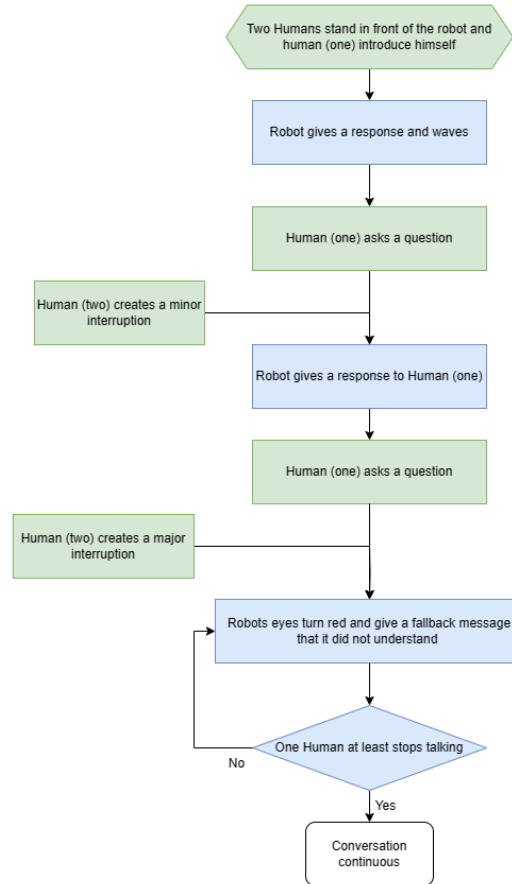 Two Humans stand in front of the robot and
human (one) introduce himself
Robot gives a response and waves
Human (one) asks a question
Human (two) creates a minor
interruption
Robot gives a response to Human (one)
Human (one) asks a question
Human (two) creates a major
interruption
Robots eyes turn red and give a fallback message
that it did not understand
One Human at least stops talking
No
Yes
Conversation
continuous